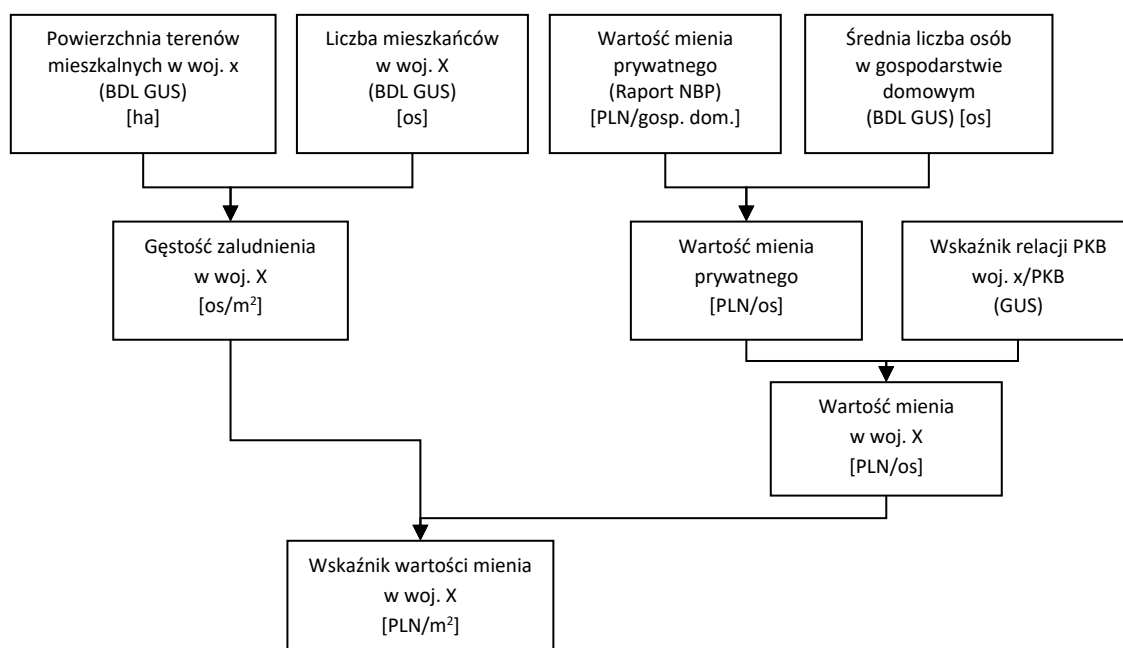 Powierzchnia terenów
mieszkalnych w woj. x
(BDL GUS)
[ha]
Liczba mieszkańców
w woj. X
(BDL GUS)
[os]
Wartość mienia
prywatnego
(Raport NBP)
[PLN/gosp. dom.]
Średnia liczba osób
w gospodarstwie
domowym
(BDL GUS) [os]
Gęstość zaludnienia
w woj. X
[os/m²]
Wartość mienia
prywatnego
[PLN/os]
Wskaźnik relacji PKB
woj. x/PKB
(GUS)
Wartość mienia
w woj. X
[PLN/os]
Wskaźnik wartości mienia
w woj. X
[PLN/m²]